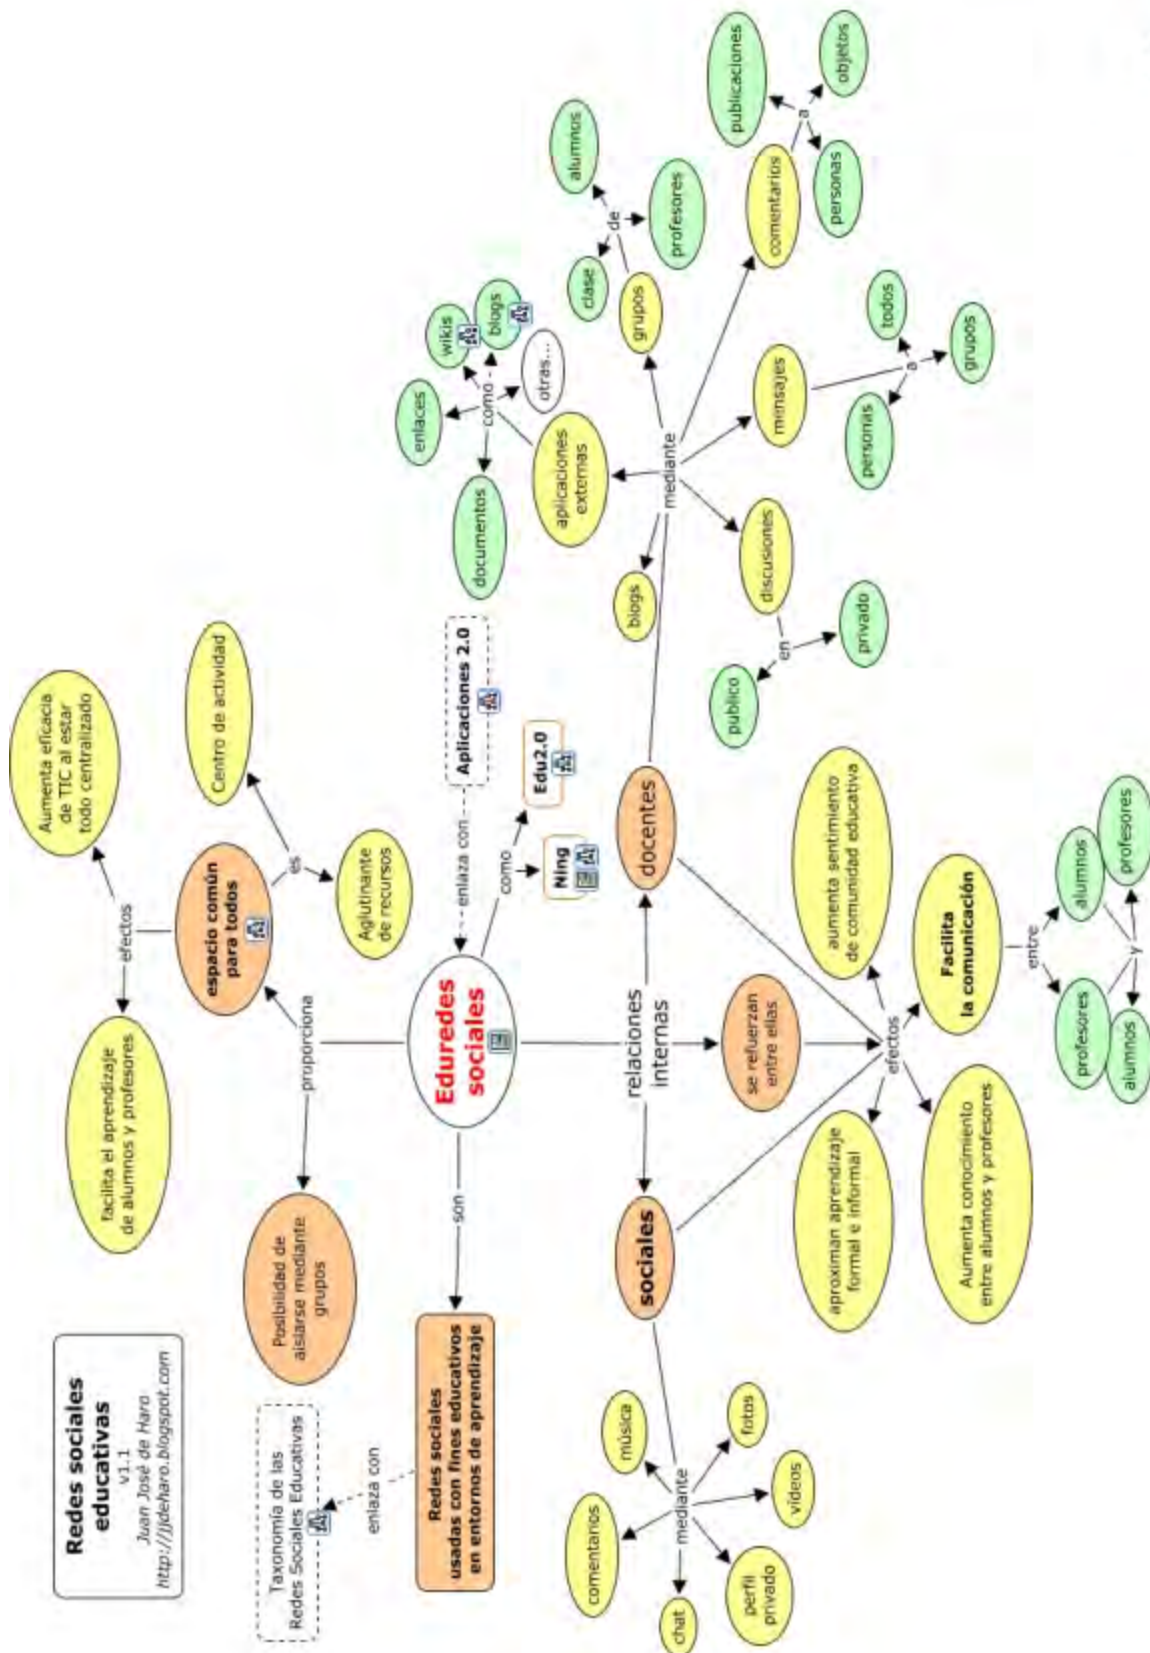 Redes sociales
educativas
v1.1
Juan José de Haro
http://jjdeharo.blogspot.com
facilita el aprendizaje
de alumnos y profesores
efectos
Aumenta eficacia
de TIC al estar
todo centralizado
Posibilidad de
aislarse mediante
grupos
proporciona
espacio común
para todos
es
Centro de actividad
Aglutinante
de recursos
Taxonomía de las
Redes Sociales Educativas
enlaza con
Redes sociales
usadas con fines educativos
en entornos de aprendizaje
son
Eduredes
sociales
enlaza con
Aplicaciones 2.0
como
Ning
Edu2.0
documentos
enlaces
wikis
blogs
como
otras...
aplicaciones
externas
clase
alumnos
de
profesores
grupos
blogs
mediante
discusiones
mensajes
comentarios
publicaciones
a
objetos
personas
personas
todos
a
grupos
publico
en
privado
relaciones
internas
sociales
docentes
se refuerzan
entre ellas
comentarios
música
chat
mediante
fotos
perfil
privado
vídeos
efectos
aproximan aprendizaje
formal e informal
aumenta sentimiento
de comunidad educativa
Aumenta conocimiento
entre alumnos y profesores
Facilita
la comunicación
entre
profesores
alumnos
alumnos
y
profesores